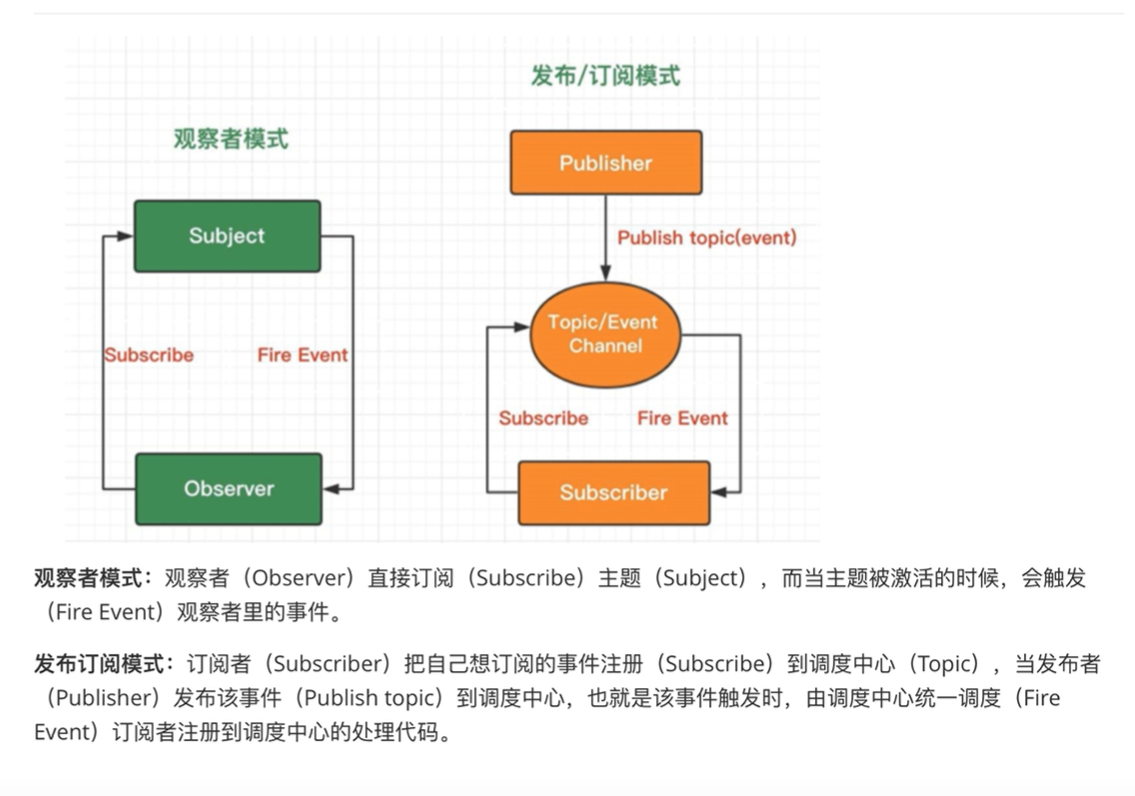 发布/订阅模式
观察者模式
Publisher
Subject
Publish topic(event)
Topic/Event
Channel
Subscribe
Fire Event
Subscribe
Fire Event
Observer
Subscriber
观察者模式：观察者（Observer）直接订阅（Subscribe）主题（Subject），而当主题被激活的时候，会触发
（Fire Event）观察者里的事件。
发布订阅模式：订阅者（Subscriber）把自己想订阅的事件注册（Subscribe）到调度中心（Topic），当发布者
（Publisher）发布该事件（Publish topic）到调度中心，也就是该事件触发时，由调度中心统一调度（Fire
Event）订阅者注册到调度中心的处理代码。